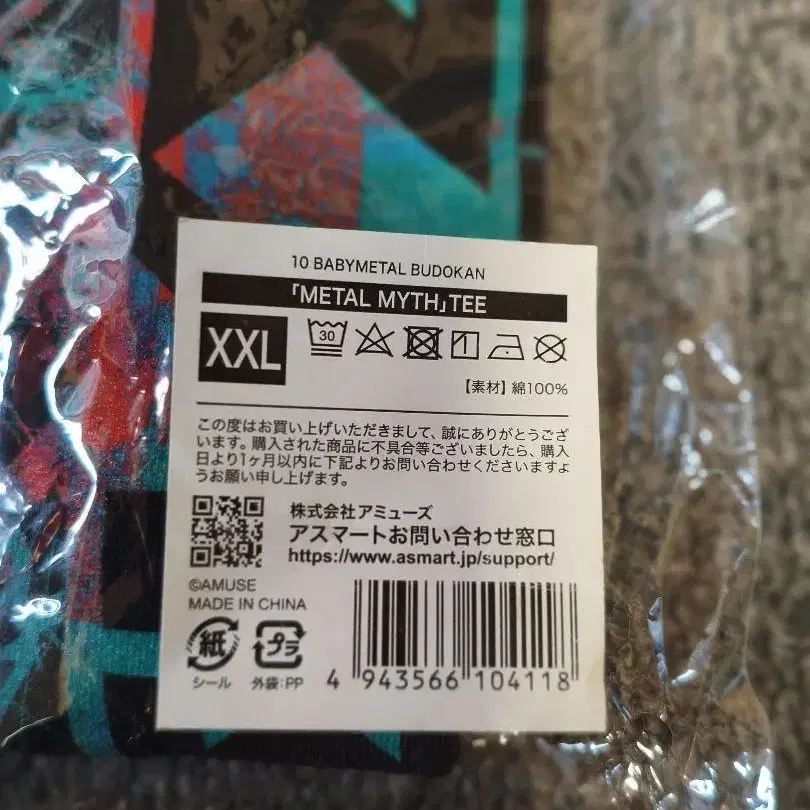 10 BABYMETAL BUDOKAN
「METAL MYTH」TEE
XXL
30
【素材】綿100%
この度はお買い上げいただきまして、誠にありがとうござ
います。購入された商品に不具合等ございましたら、購入
日より1ヶ月以内に下記よりお問い合わせくださいますよ
うお願い申し上げます。
株式会社アミューズ
アスマートお問い合わせ窓口
https://www.asmart.jp/support/
©AMUSE
MADE IN CHINA
紙
プラ
シール
外袋:PP
4 943566 104118